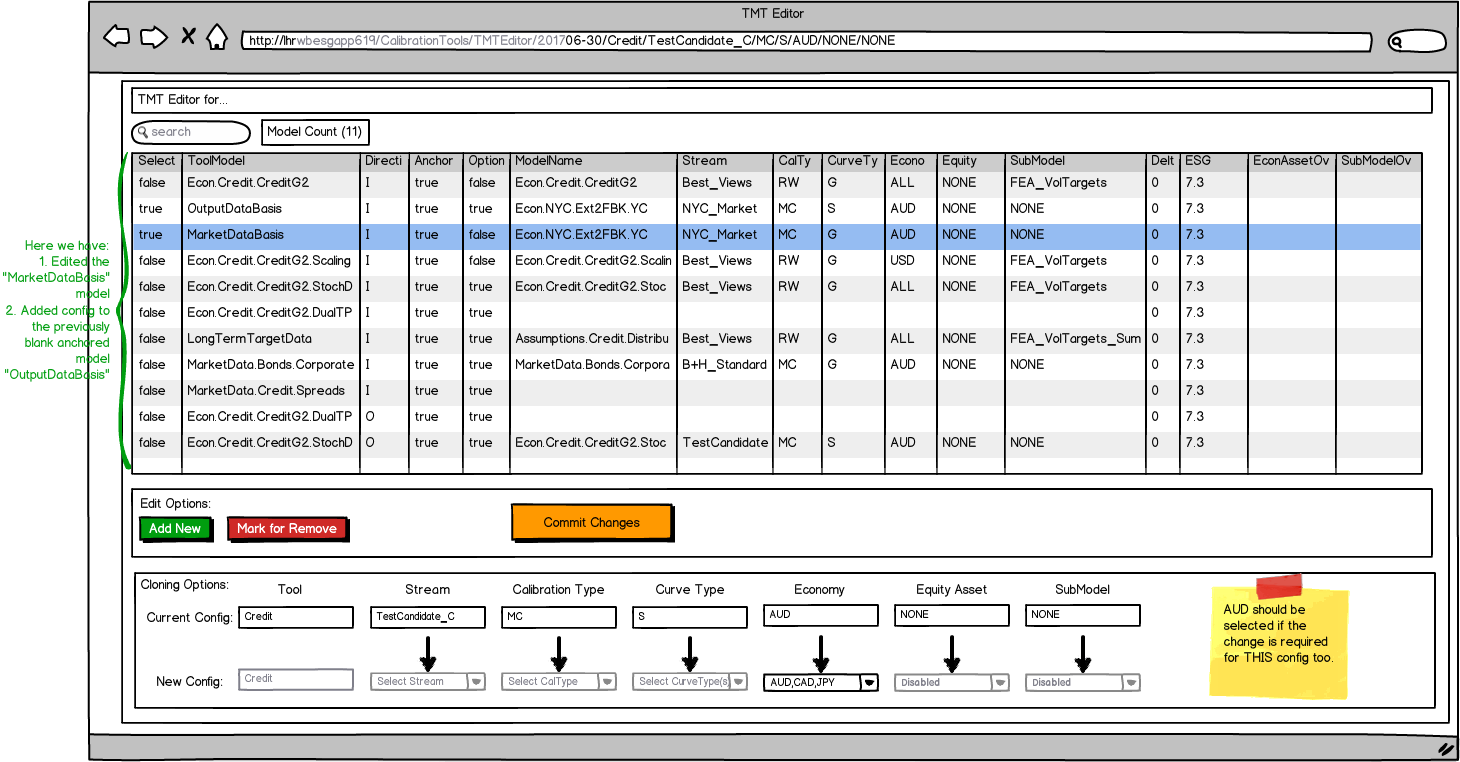 TMT Editor
http://lhrwbesgapp619/CalibrationTools/TMTEditor/201706-30/Credit/TestCandidate_C/MC/S/AUD/NONE/NONE
TMT Editor for...
search Model Count (11)
Select ToolModel Directi Anchor Option ModelName Stream CalTy CurveTy Econo Equity SubModel Delt ESG EconAssetOv SubModelOv
false Econ.Credit.CreditG2 I true false Econ.Credit.CreditG2 Best_Views RW G ALL NONE FEA_VolTargets 0 7.3
true OutputDataBasis I true true Econ.NYC.Ext2FBK.YC NYC_Market MC S AUD NONE NONE 0 7.3
true MarketDataBasis I true false Econ.NYC.Ext2FBK.YC NYC_Market MC G AUD NONE NONE 0 7.3
false Econ.Credit.CreditG2.Scaling I true false Econ.Credit.CreditG2.Scalin Best_Views RW G USD NONE FEA_VolTargets 0 7.3
false Econ.Credit.CreditG2.StochD I true true Econ.Credit.CreditG2.Stoc Best_Views RW G ALL NONE FEA_VolTargets 0 7.3
false Econ.Credit.CreditG2.DualTP I true true 0 7.3
false LongTermTargetData I true true Assumptions.Credit.Distribu Best_Views RW G ALL NONE FEA_VolTargets_Sum 0 7.3
false MarketData.Bonds.Corporate I true true MarketData.Bonds.Corpora B+H_Standard MC G AUD NONE NONE 0 7.3
false MarketData.Credit.Spreads I true true 0 7.3
false Econ.Credit.CreditG2.DualTP O true true 0 7.3
false Econ.Credit.CreditG2.StochD O true true Econ.Credit.CreditG2.Stoc TestCandidate MC S AUD NONE NONE 0 7.3
Here we have:
1. Edited the
"MarketDataBasis"
model
2. Added config to
the previously
blank anchored
model
"OutputDataBasis"
Edit Options:
Add New Mark for Remove Commit Changes
Cloning Options: Tool Stream Calibration Type Curve Type Economy Equity Asset SubModel
Current Config: Credit TestCandidate_C MC S AUD NONE NONE
New Config: Credit Select Stream Select CalType Select CurveType(s) AUD,CAD,JPY Disabled Disabled
AUD should be
selected if the
change is required
for THIS config too.